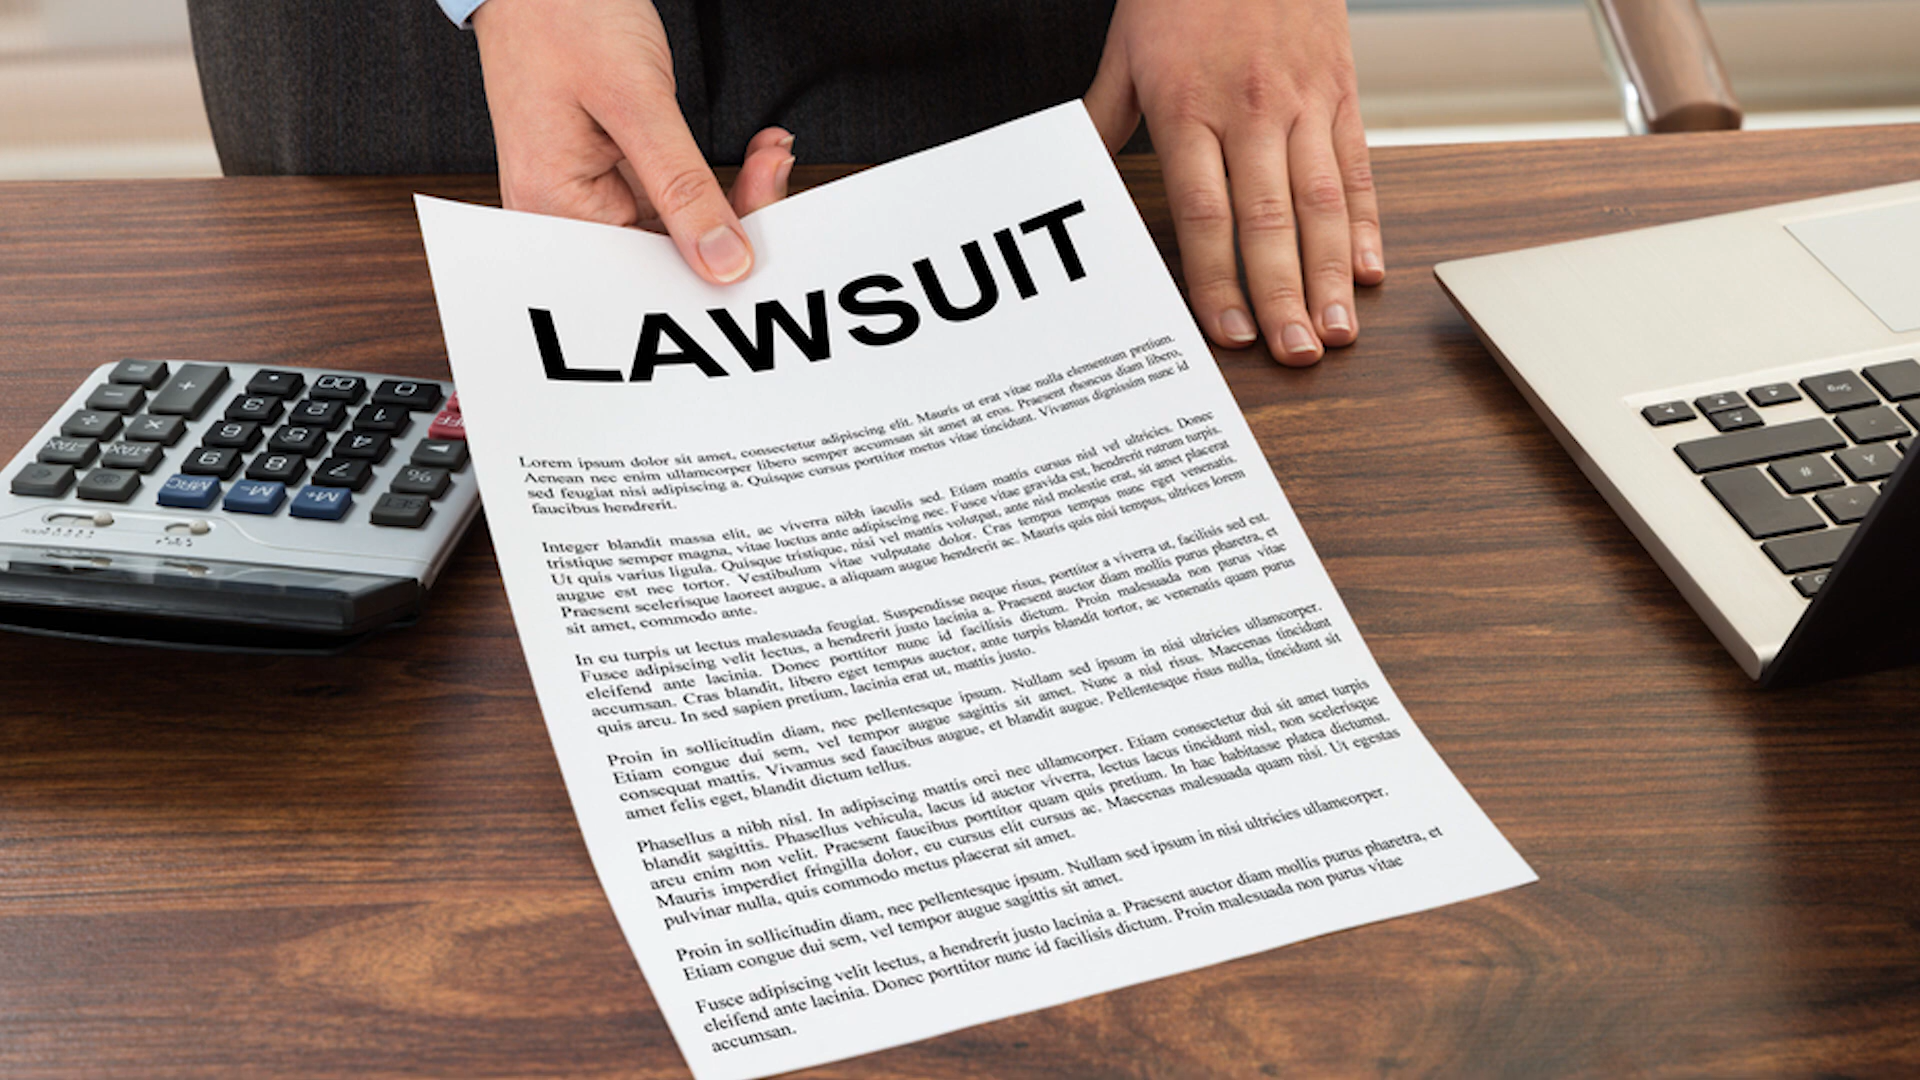 LAWSUIT
Lorem ipsum dolor sit amet, consectetur adipiscing elit. Mauris ut erat vitae nulla elementum pretium.
Aenean nec enim ullamcorper libero semper accumsan sit amet at eros. Praesent rhoncus diam libero,
sed feugiat nisi adipiscing a. Quisque cursus porttitor metus vitae tincidunt. Vivamus dignissim nunc id
faucibus hendrerit.
Integer blandit massa elit, ac viverra nibh iaculis sed. Etiam mattis cursus nisl vel ultricies. Donec
tristique semper magna, vitae luctus ante adipiscing nec. Fusce vitae gravida est, hendrerit rutrum turpis.
Ut quis varius ligula. Quisque tristique, nisi vel mattis volutpat, ante nisl molestie erat, sit amet placerat
augue est nec tortor. Vestibulum vitae vulputate dolor. Cras tempus tempus nunc eget venenatis.
Praesent scelerisque laoreet augue, a aliquam augue hendrerit ac. Mauris quis nisi tempus, ultrices lorem
sit amet, commodo ante.
In eu turpis ut lectus malesuada feugiat. Suspendisse neque risus, porttitor a viverra ut, facilisis sed est.
Fusce adipiscing velit lectus, a hendrerit justo lacinia a. Praesent auctor diam mollis purus pharetra, et
eleifend ante lacinia. Donec porttitor nunc id facilisis dictum. Proin malesuada non purus vitae
accumsan. Cras blandit, libero eget tempus auctor, ante turpis blandit tortor, ac venenatis quam purus
quis arcu. In sed sapien pretium, lacinia erat ut, mattis justo.
Proin in sollicitudin diam, nec pellentesque ipsum. Nullam sed ipsum in nisi ultricies ullamcorper.
Etiam congue dui sem, vel tempor augue sagittis sit amet. Nunc a nisl risus. Maecenas tincidunt
consequat mattis. Vivamus sed faucibus augue, et blandit augue. Pellentesque risus nulla, tincidunt sit
amet felis eget, blandit dictum tellus.
Phasellus a nibh nisl. In adipiscing mattis orci nec ullamcorper. Etiam consectetur dui sit amet turpis
blandit sagittis. Phasellus vehicula, lacus id auctor viverra, lectus lacus tincidunt nisl, non scelerisque
arcu enim non velit. Praesent faucibus porttitor quam quis pretium. In hac habitasse platea dictumst.
Mauris imperdiet fringilla dolor, eu cursus elit cursus ac. Maecenas malesuada quam nisi. Ut egestas
pulvinar nulla, quis commodo metus placerat sit amet.
Proin in sollicitudin diam, nec pellentesque ipsum. Nullam sed ipsum in nisi ultricies ullamcorper.
Etiam congue dui sem, vel tempor augue sagittis sit amet.
Fusce adipiscing velit lectus, a hendrerit justo lacinia a. Praesent auctor diam mollis purus pharetra, et
eleifend ante lacinia. Donec porttitor nunc id facilisis dictum. Proin malesuada non purus vitae
accumsan.
= + · 00 0
− 3 2 1
÷ × 6 5 4
-TAX +TAX 9 8 7 %
MRC M- M+